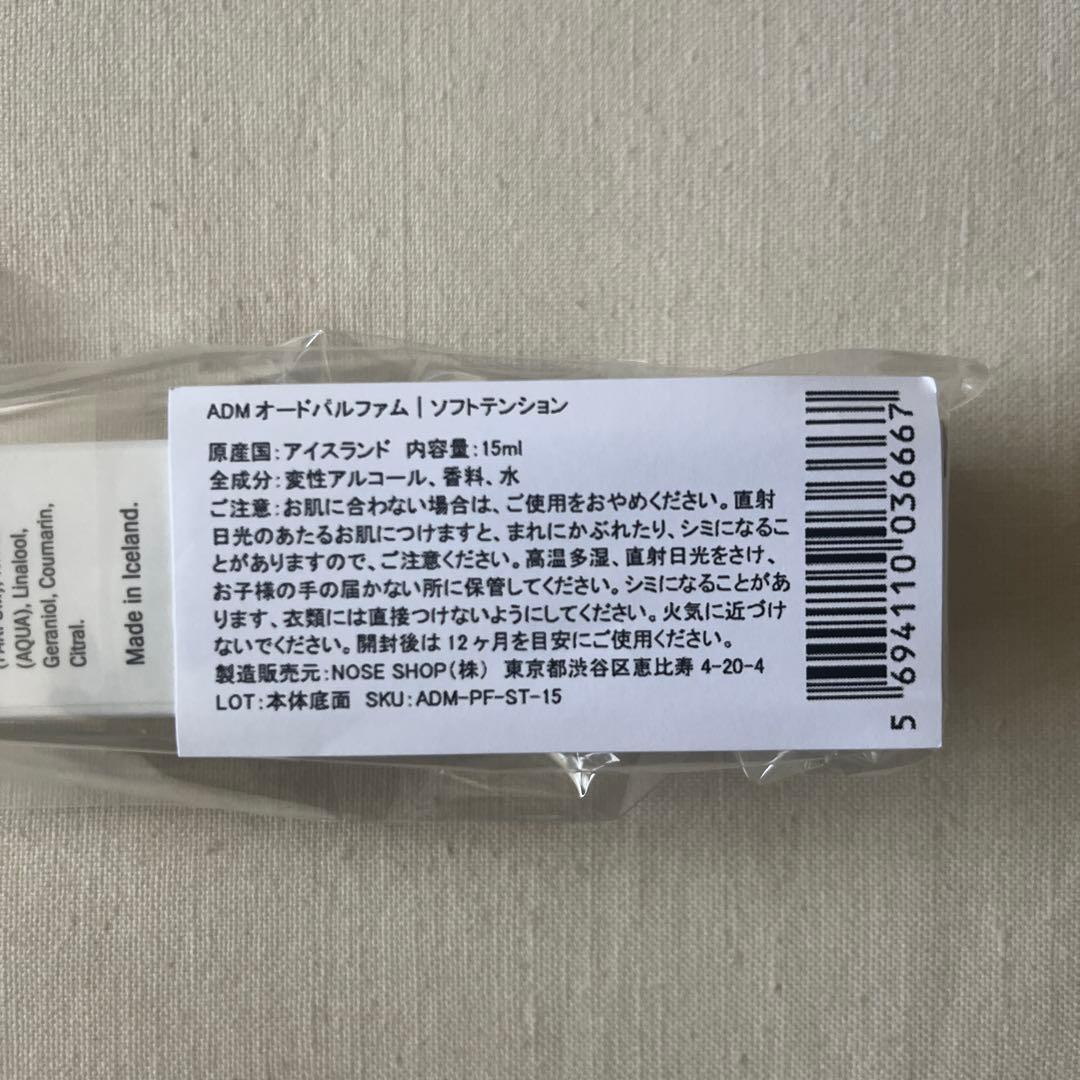 ADM オードパルファム | ソフトテンション
原産国:アイスランド 内容量:15ml
全成分:変性アルコール、香料、水
ご注意:お肌に合わない場合は、ご使用をおやめください。直射
日光のあたるお肌につけますと、まれにかぶれたり、シミになるこ
とがありますので、ご注意ください。高温多湿、直射日光をさけ、
お子様の手の届かない所に保管してください。シミになることがあ
ります、衣類には直接つけないようにしてください。火気に近づけ
ないでください。開封後は 12ヶ月を目安にご使用ください。
製造販売元:NOSE SHOP(株) 東京都渋谷区恵比寿 4-20-4
LOT:本体底面 SKU:ADM-PF-ST-15
5 694110 036667
(AQUA), Linalool,
Geraniol, Coumarin,
Citral.
Made in Iceland.